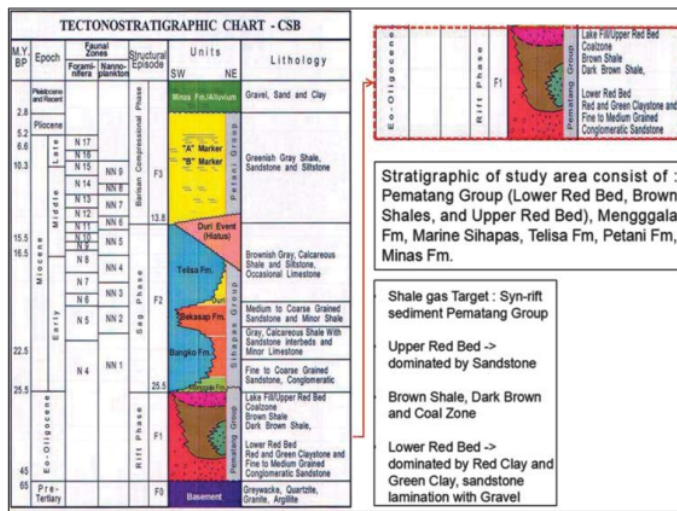 TECTONOSTRATIGRAPHIC CHART - CSB
M.Y. BP
Epoch
Faunal Zones
Forami-nifera
Nanno-plankton
Structural Episode
Units
SW NE
Lithology
Pleistocene and Recent
Minas Fm./Alluvium
Gravel, Sand and Clay
2.8
Pliocene
5.2
6.6
10.3
15.5
16.5
22.5
25.5
45
65
Miocene
Late
Middle
Early
Eo-Oligocene
Pre-Tertiary
N 17
N 16
N 15
N 14
N 13
N 12
N 11
N 10
N 9
N 8
N 7
N 6
N 5
N 4
NN 9
NN 8
NN 7
NN 6
NN 5
NN 4
NN 3
NN 2
NN 1
Barisan Compressional Phase
F3
13.8
Sag Phase
F2
25.5
Rift Phase
F1
F0
"A" Marker
"B" Marker
Petani Group
Duri Event
(Hiatus)
Telisa Fm.
Duri
Bekasap Fm.
Bangko Fm.
Sihapas Group
Pematang Group
Basement
Greenish Gray Shale,
Sandstone and Siltstone
Brownish Gray, Calcareous
Shale and Siltstone,
Occasional Limestone
Medium to Coarse Grained
Sandstone and Minor Shale
Gray, Calcareous Shale With
Sandstone interbeds and
Minor Limestone
Fine to Coarse Grained
Sandstone, Conglomeratic
Lake Fill/Upper Red Bed
Coalzone
Brown Shale
Dark Brown Shale,
Lower Red Bed
Red and Green Claystone and
Fine to Medium Grained
Conglomeratic Sandstone
Greywacke, Quartzite,
Granite, Argillite
Eo-Oligocene
Rift Phase
F1
Pematang Group
Lake Fill/Upper Red Bed
Coalzone
Brown Shale
Dark Brown Shale,
Lower Red Bed
Red and Green Claystone and
Fine to Medium Grained
Conglomeratic Sandstone
Stratigraphic of study area consist of :
Pematang Group (Lower Red Bed, Brown
Shales, and Upper Red Bed), Mengggala
Fm, Marine Sihapas, Telisa Fm, Petani Fm,
Minas Fm.
Shale gas Target : Syn-rift
sediment Pematang Group
Upper Red Bed ->
dominated by Sandstone
Brown Shale, Dark Brown
and Coal Zone
Lower Red Bed ->
dominated by Red Clay and
Green Clay, sandstone
lamination with Gravel